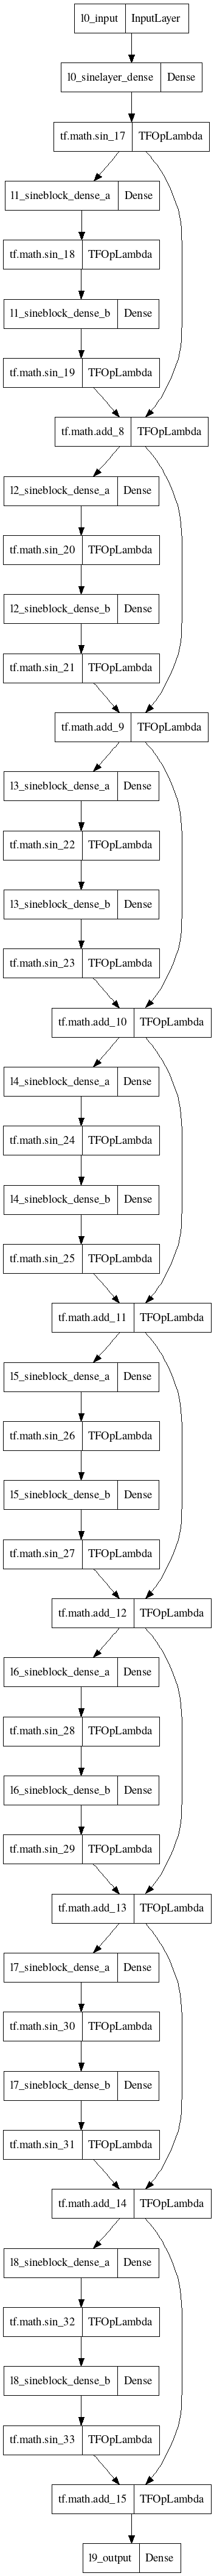 l0_input InputLayer
l0_sinelayer_dense Dense
tf.math.sin_17 TFOpLambda
l1_sineblock_dense_a Dense
tf.math.sin_18 TFOpLambda
l1_sineblock_dense_b Dense
tf.math.sin_19 TFOpLambda
tf.math.add_8 TFOpLambda
l2_sineblock_dense_a Dense
tf.math.sin_20 TFOpLambda
l2_sineblock_dense_b Dense
tf.math.sin_21 TFOpLambda
tf.math.add_9 TFOpLambda
l3_sineblock_dense_a Dense
tf.math.sin_22 TFOpLambda
l3_sineblock_dense_b Dense
tf.math.sin_23 TFOpLambda
tf.math.add_10 TFOpLambda
l4_sineblock_dense_a Dense
tf.math.sin_24 TFOpLambda
l4_sineblock_dense_b Dense
tf.math.sin_25 TFOpLambda
tf.math.add_11 TFOpLambda
l5_sineblock_dense_a Dense
tf.math.sin_26 TFOpLambda
l5_sineblock_dense_b Dense
tf.math.sin_27 TFOpLambda
tf.math.add_12 TFOpLambda
l6_sineblock_dense_a Dense
tf.math.sin_28 TFOpLambda
l6_sineblock_dense_b Dense
tf.math.sin_29 TFOpLambda
tf.math.add_13 TFOpLambda
l7_sineblock_dense_a Dense
tf.math.sin_30 TFOpLambda
l7_sineblock_dense_b Dense
tf.math.sin_31 TFOpLambda
tf.math.add_14 TFOpLambda
l8_sineblock_dense_a Dense
tf.math.sin_32 TFOpLambda
l8_sineblock_dense_b Dense
tf.math.sin_33 TFOpLambda
tf.math.add_15 TFOpLambda
l9_output Dense